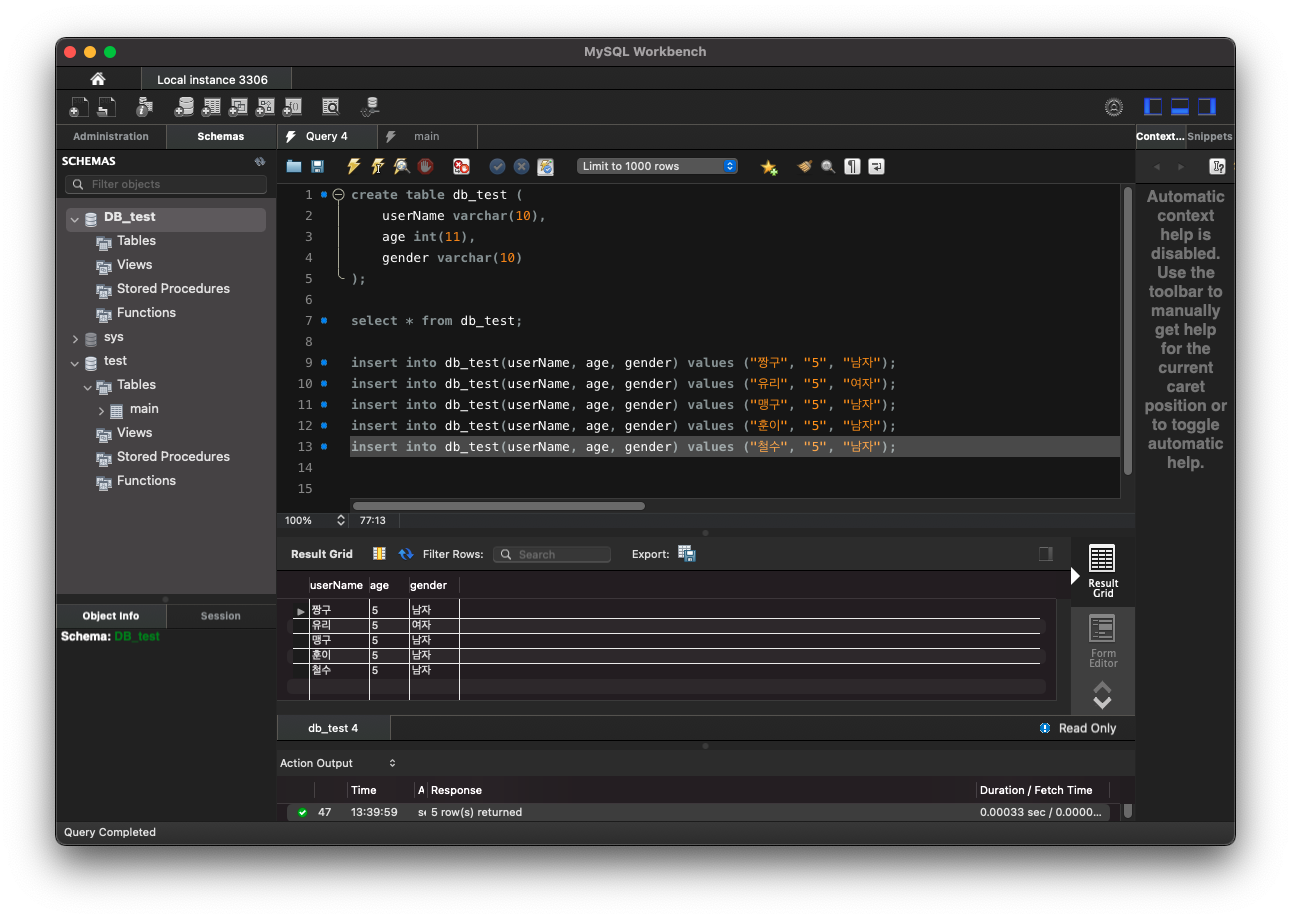 MySQL Workbench
Local instance 3306
Administration
Schemas
Query 4
main
Context...
Snippets
SCHEMAS
Filter objects
DB_test
Tables
Views
Stored Procedures
Functions
sys
test
Tables
main
Views
Stored Procedures
Functions
Object Info
Session
Schema: DB_test
Limit to 1000 rows
1 create table db_test (
2 userName varchar(10),
3 age int(11),
4 gender varchar(10)
5 );
6
7 select * from db_test;
8
9 insert into db_test(userName, age, gender) values ("짱구", "5", "남자");
10 insert into db_test(userName, age, gender) values ("유리", "5", "여자");
11 insert into db_test(userName, age, gender) values ("맹구", "5", "남자");
12 insert into db_test(userName, age, gender) values ("훈이", "5", "남자");
13 insert into db_test(userName, age, gender) values ("철수", "5", "남자");
14
15
100% 77:13
Automatic
context
help is
disabled.
Use the
toolbar to
manually
get help
for the
current
caret
position or
to toggle
automatic
help.
Result Grid Filter Rows: Search Export:
userName age gender
짱구 5 남자
유리 5 여자
맹구 5 남자
훈이 5 남자
철수 5 남자
Result
Grid
Form
Editor
db_test 4
Read Only
Action Output
Time A Response Duration / Fetch Time
47 13:39:59 se 5 row(s) returned 0.00033 sec / 0.0000...
Query Completed